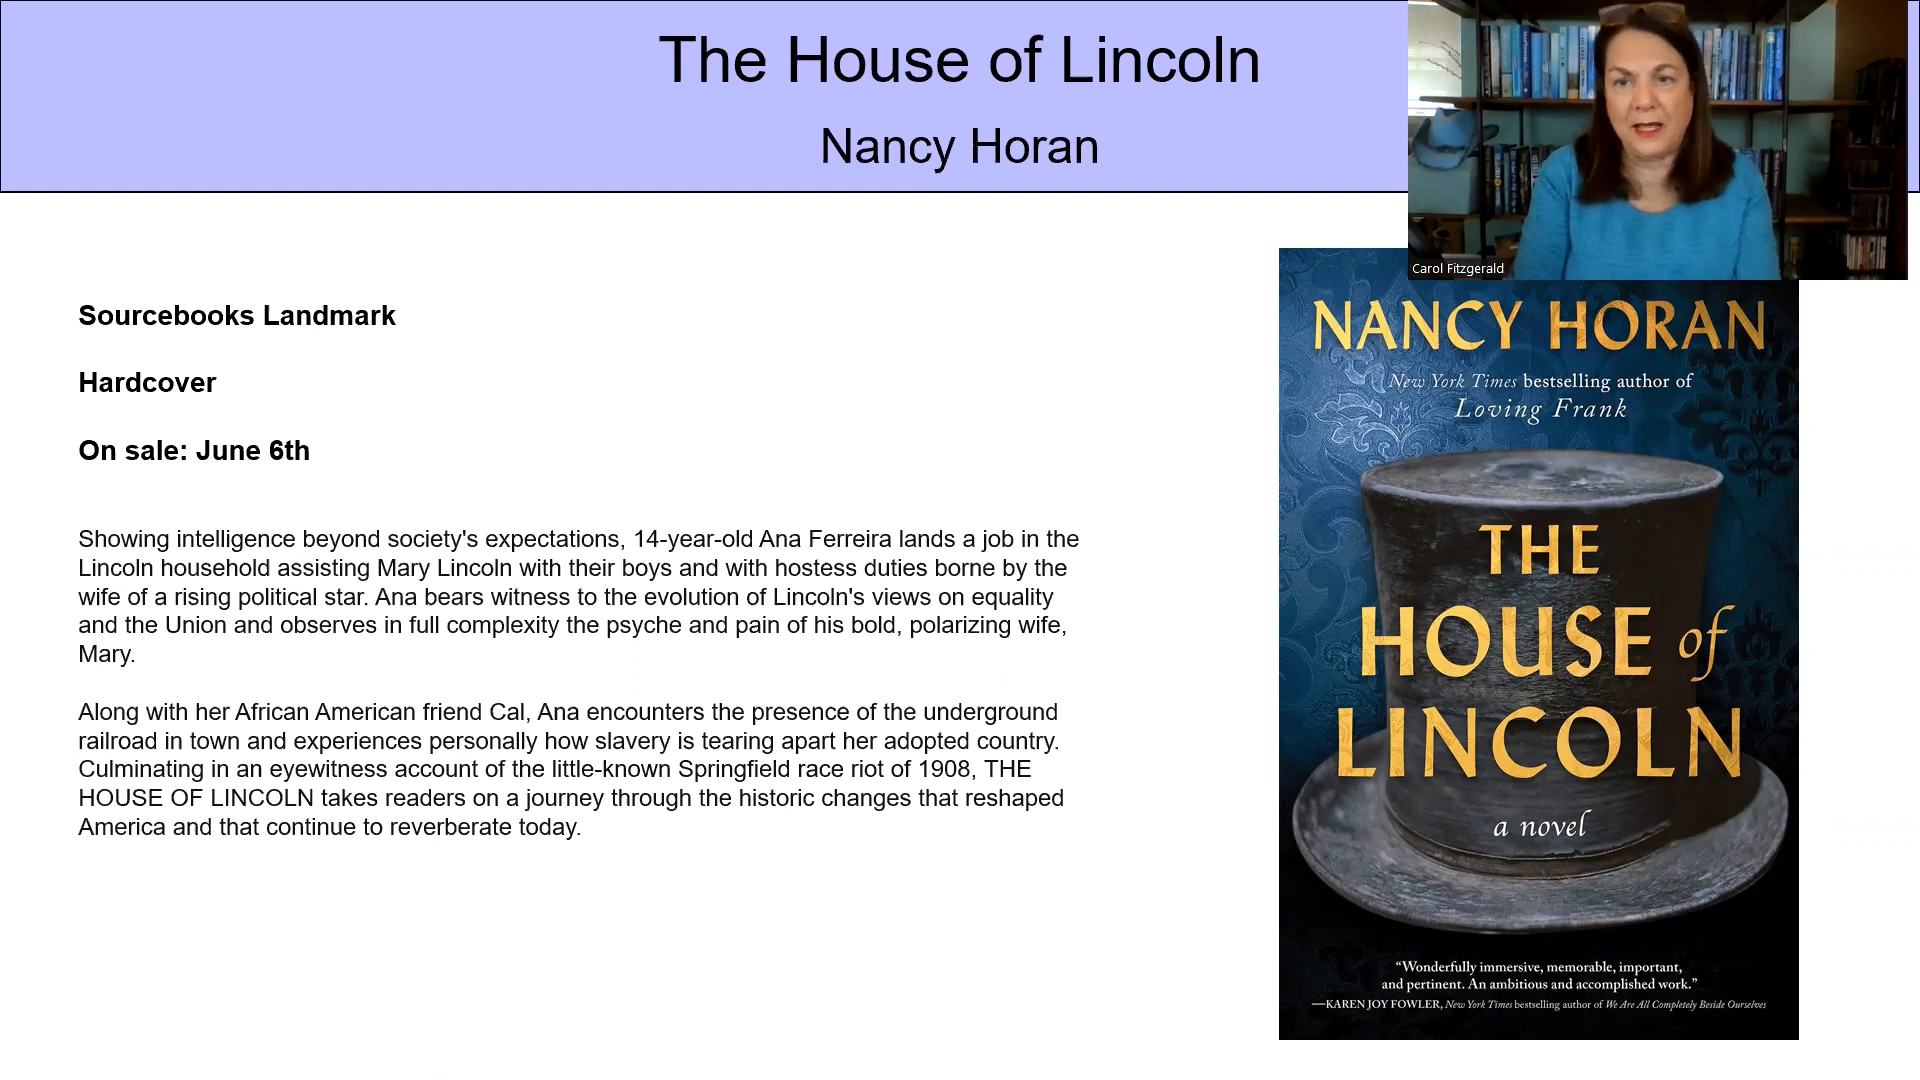 The House of Lincoln
Nancy Horan
Carol Fitzgerald
Sourcebooks Landmark
Hardcover
On sale: June 6th
Showing intelligence beyond society's expectations, 14-year-old Ana Ferreira lands a job in the
Lincoln household assisting Mary Lincoln with their boys and with hostess duties borne by the
wife of a rising political star. Ana bears witness to the evolution of Lincoln's views on equality
and the Union and observes in full complexity the psyche and pain of his bold, polarizing wife,
Mary.
Along with her African American friend Cal, Ana encounters the presence of the underground
railroad in town and experiences personally how slavery is tearing apart her adopted country.
Culminating in an eyewitness account of the little-known Springfield race riot of 1908, THE
HOUSE OF LINCOLN takes readers on a journey through the historic changes that reshaped
America and that continue to reverberate today.
NANCY HORAN
New York Times bestselling author of
Loving Frank
THE
HOUSE of
LINCOLN
a novel
“Wonderfully immersive, memorable, important,
and pertinent. An ambitious and accomplished work.”
—KAREN JOY FOWLER, New York Times bestselling author of We Are All Completely Beside Ourselves